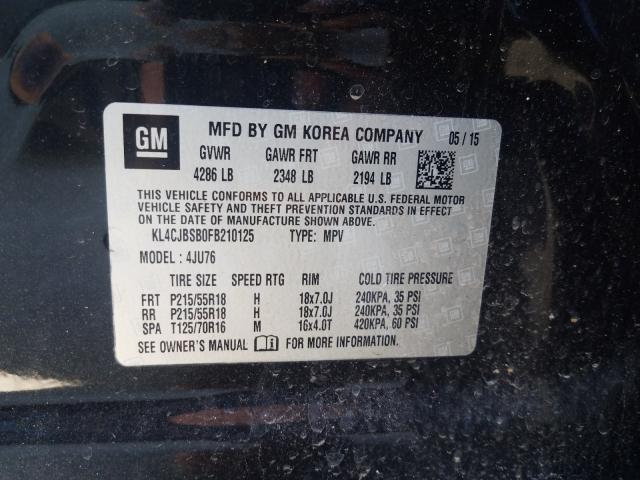 GM
MFD BY GM KOREA COMPANY 05 / 15
GVWR GAWR FRT GAWR RR
4286 LB 2348 LB 2194 LB
THIS VEHICLE CONFORMS TO ALL APPLICABLE U.S. FEDERAL MOTOR
VEHICLE SAFETY AND THEFT PREVENTION STANDARDS IN EFFECT
ON THE DATE OF MANUFACTURE SHOWN ABOVE.
KL4CJBSB0FB210125 TYPE: MPV
MODEL : 4JU76
TIRE SIZE SPEED RTG RIM COLD TIRE PRESSURE
FRT P215/55R18 H 18x7.0J 240KPA, 35 PSI
RR P215/55R18 H 18x7.0J 240KPA, 35 PSI
SPA T125/70R16 M 16x4.0T 420KPA, 60 PSI
SEE OWNER'S MANUAL FOR MORE INFORMATION.